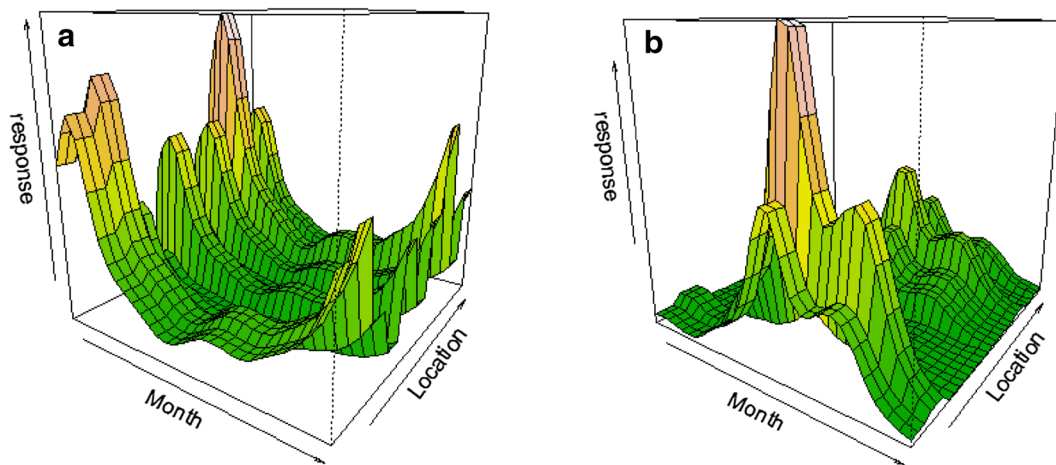 a
response
Month
Location
b
response
Month
Location